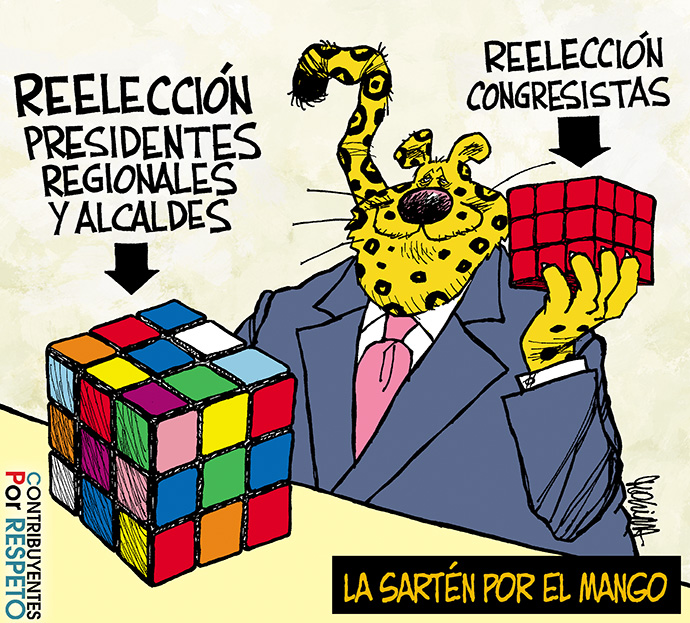 REELECCIÓN
PRESIDENTES
REGIONALES
Y ALCALDES
REELECCIÓN
CONGRESISTAS
CONTRIBUYENTES
Por RESPETO
LA SARTÉN POR EL MANGO